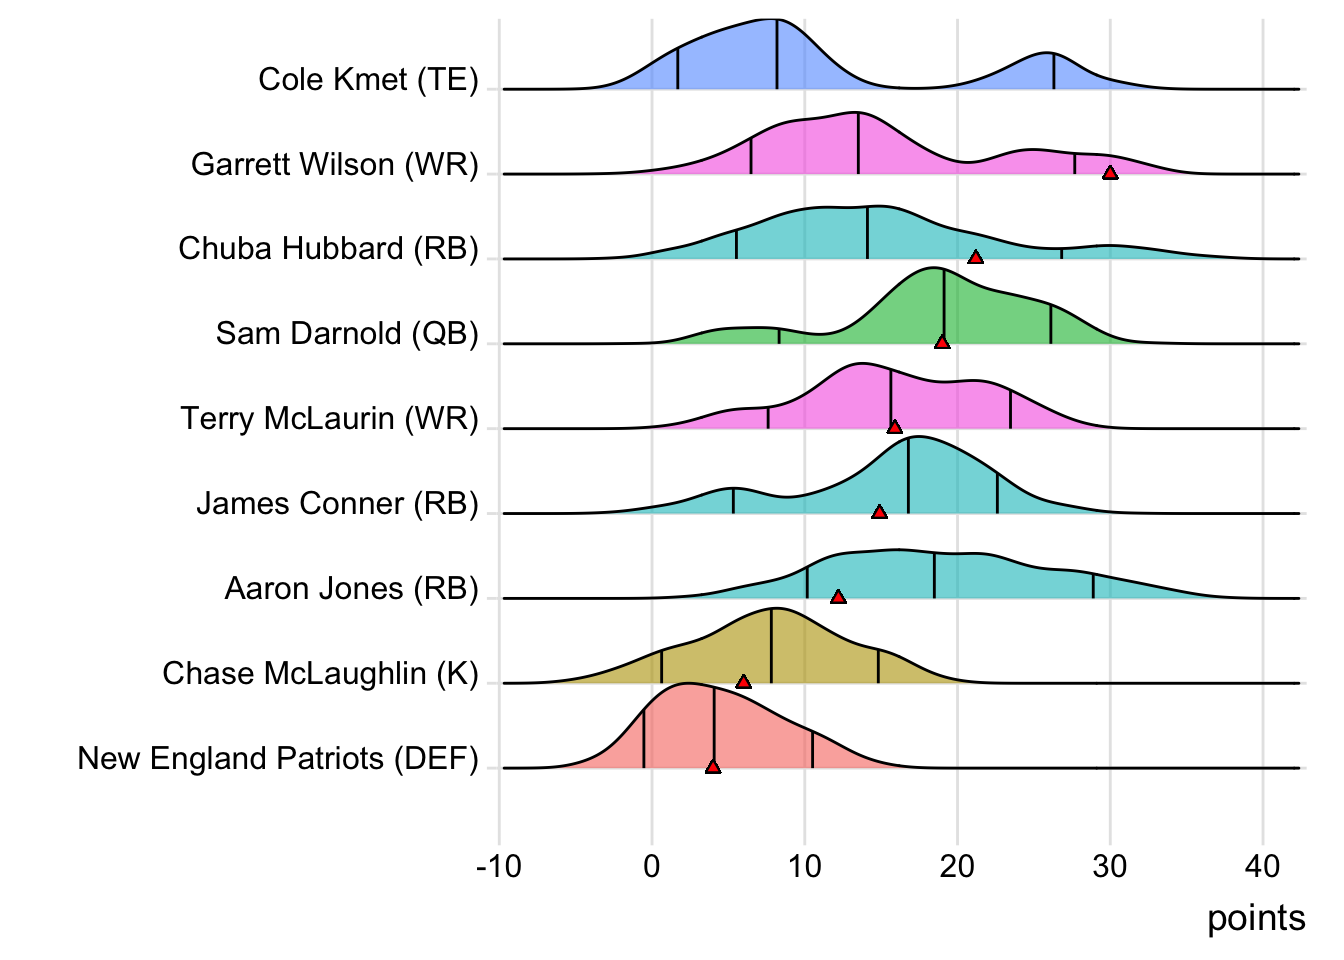 Cole Kmet (TE)
Garrett Wilson (WR)
Chuba Hubbard (RB)
Sam Darnold (QB)
Terry McLaurin (WR)
James Conner (RB)
Aaron Jones (RB)
Chase McLaughlin (K)
New England Patriots (DEF)
-10 0 10 20 30 40
points